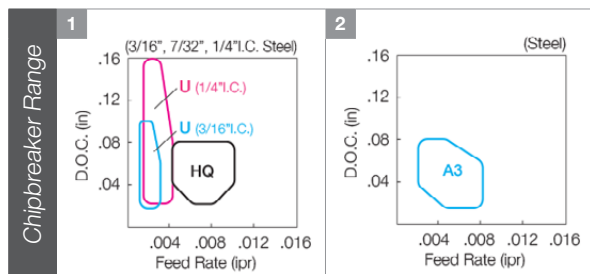 Chipbreaker Range
1
(3/16", 7/32", 1/4"I.C. Steel)
D.O.C. (in)
.16
.12
.08
.04
U (1/4"I.C.)
U (3/16"I.C.)
HQ
.004 .008 .012 .016
Feed Rate (ipr)
2
(Steel)
D.O.C. (in)
.16
.12
.08
.04
A3
.004 .008 .012 .016
Feed Rate (ipr)